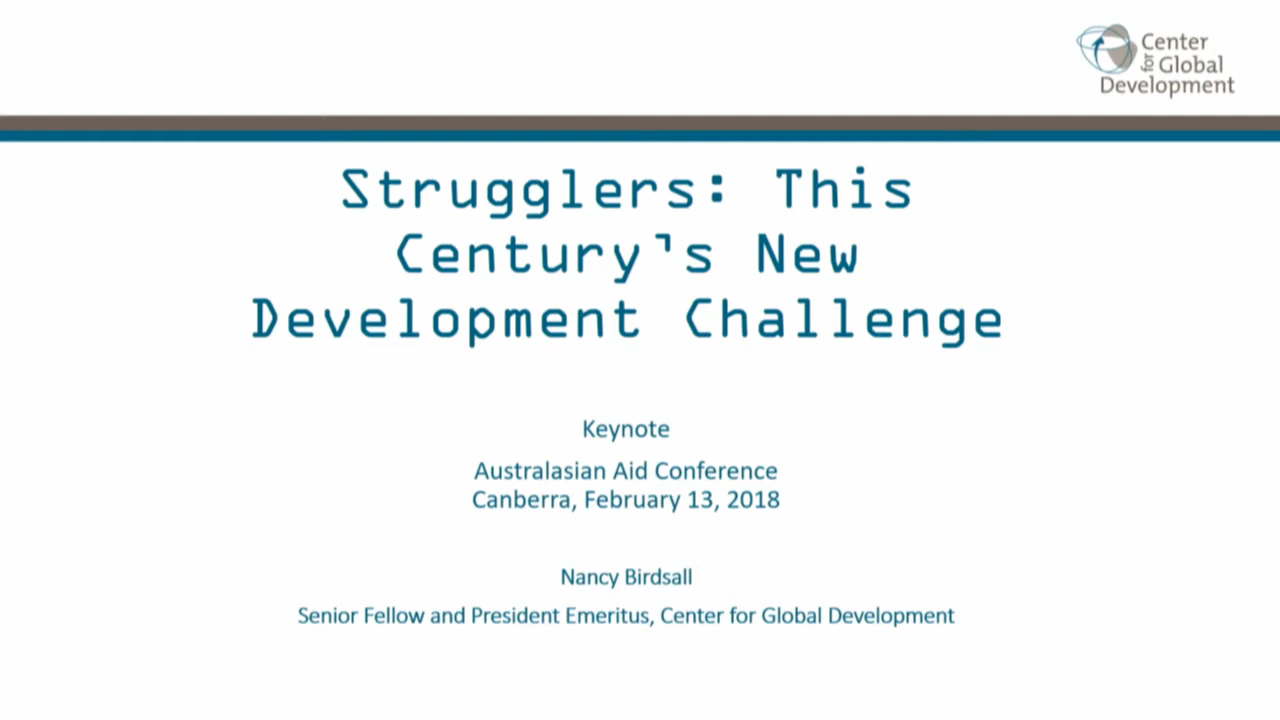 Center
for Global
Development
Strugglers: This
Century's New
Development Challenge
Keynote
Australasian Aid Conference
Canberra, February 13, 2018
Nancy Birdsall
Senior Fellow and President Emeritus, Center for Global Development